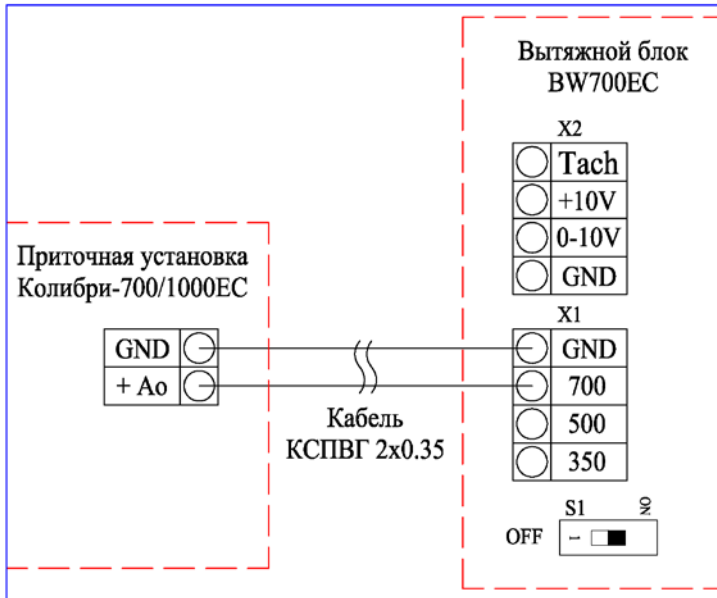 Вытяжной блок
BW700EC
X2
Tach
+10V
0-10V
GND
Приточная установка
Колибри-700/1000EC
GND
+ Ao
X1
GND
700
500
350
Кабель
КСПВГ 2x0.35
S1
ON
OFF
1